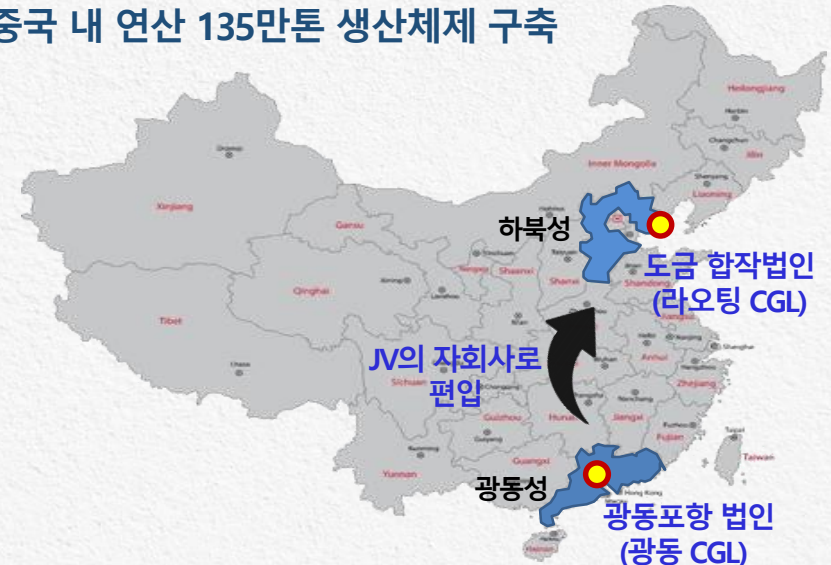 중국 내 연산 135만톤 생산체제 구축
Heilongjiang
Jilin
Liaoning
Inner Mongolia
Xinjiang
Gansu
하북성
도금 합작법인
(라오팅 CGL)
Ningxia
Shaanxi
Shanxi
Shandong
Qinghai
Jiangsu
Tibet
Shanghai
JV의 자회사로
편입
Anhui
Sichuan
Zhejiang
Hunan
Jiangxi
Guizhou
Fujian
Yunnan
Guangxi
Taiwan
광동성
Hong Kong
광동포항 법인
(광동 CGL)
Hainan